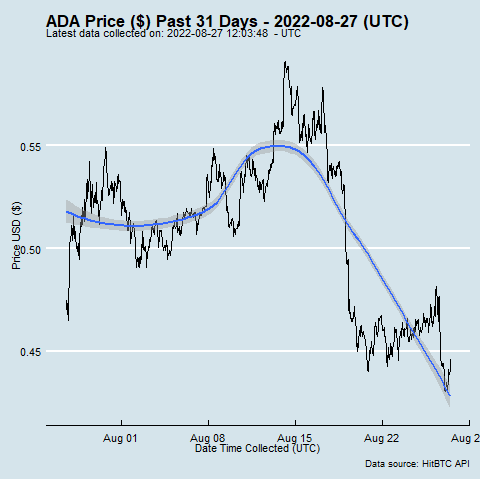 ADA Price ($) Past 31 Days - 2022-08-27 (UTC)
Latest data collected on: 2022-08-27 12:03:48 - UTC
0.55
0.50
0.45
Price USD ($)
Aug 01 Aug 08 Aug 15 Aug 22 Aug 2
Date Time Collected (UTC)
Data source: HitBTC API